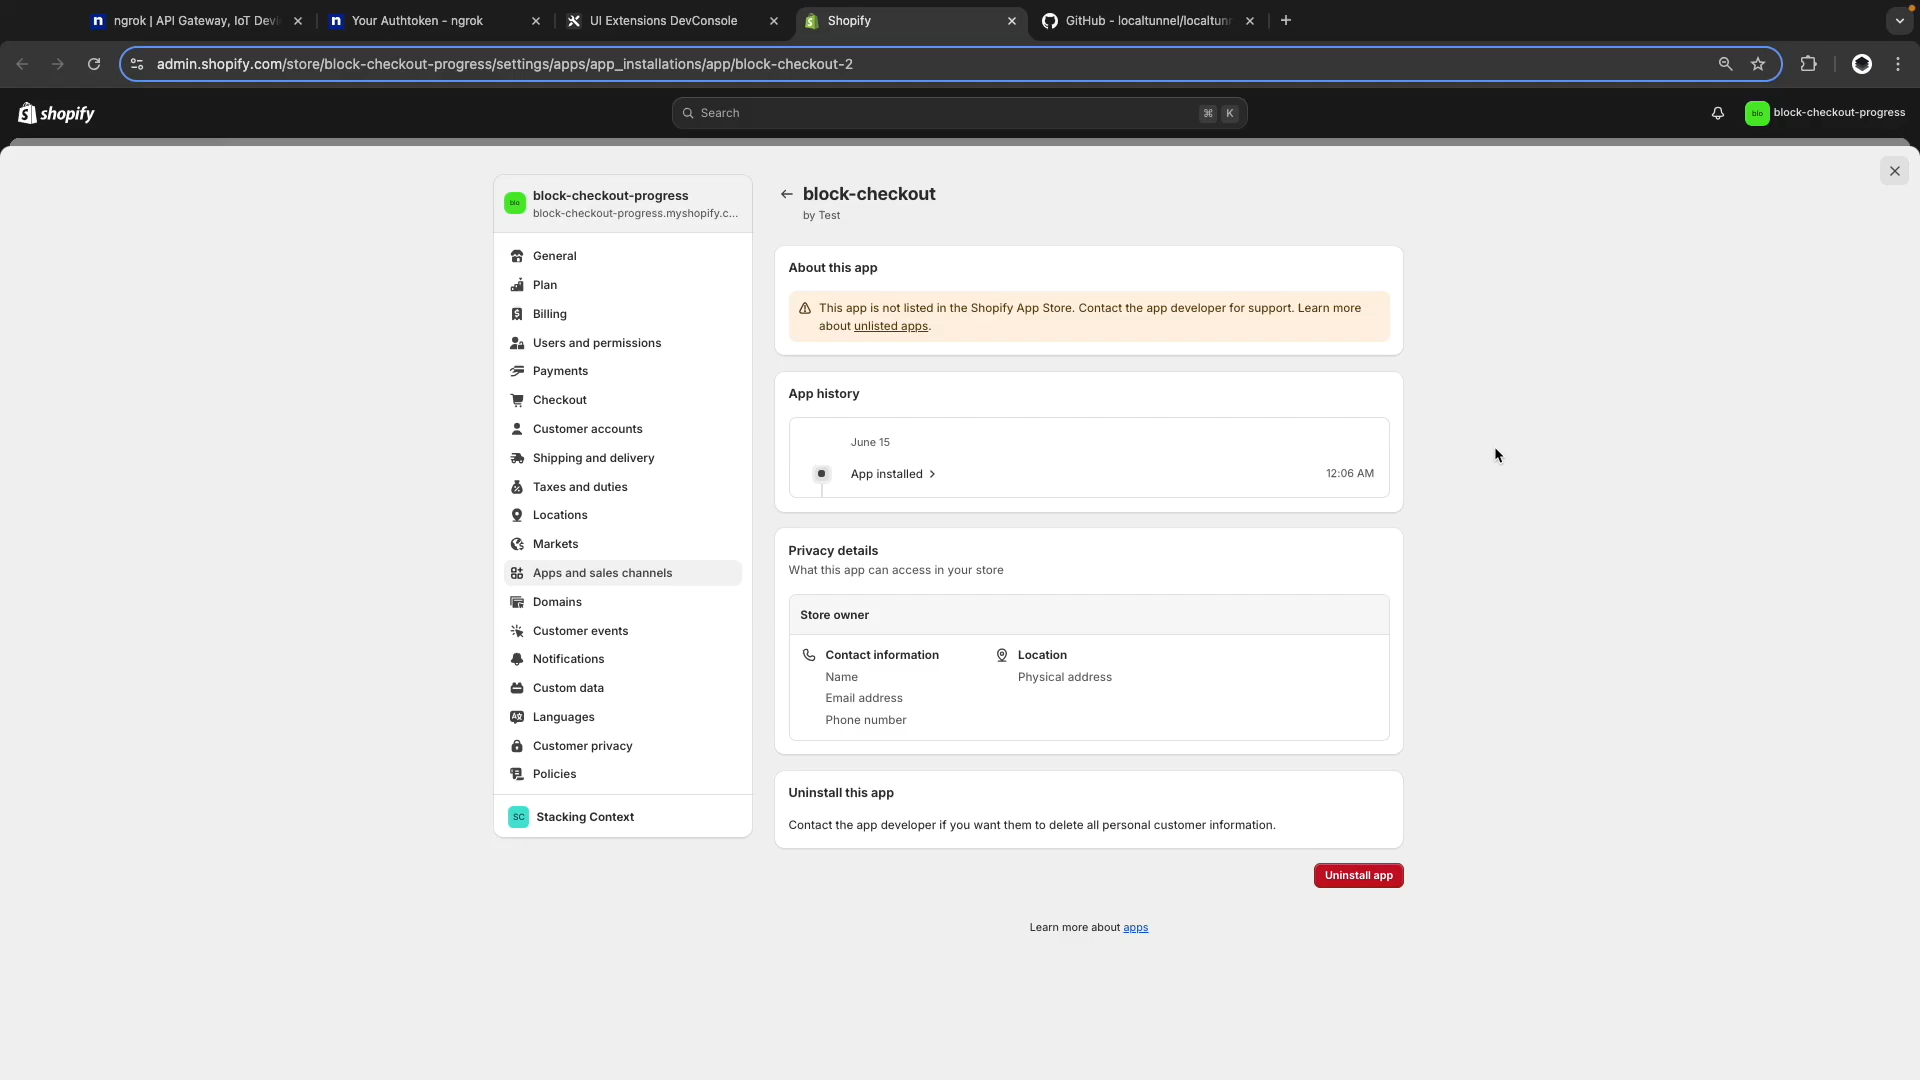 ngrok | API Gateway, IoT Devi
Your Authtoken - ngrok
UI Extensions DevConsole
Shopify
GitHub - localtunnel/localtunn
admin.shopify.com/store/block-checkout-progress/settings/apps/app_installations/app/block-checkout-2
shopify
Search
⌘ K
blo
block-checkout-progress
blo
block-checkout-progress
block-checkout-progress.myshopify.c...
General
Plan
Billing
Users and permissions
Payments
Checkout
Customer accounts
Shipping and delivery
Taxes and duties
Locations
Markets
Apps and sales channels
Domains
Customer events
Notifications
Custom data
Languages
Customer privacy
Policies
SC
Stacking Context
block-checkout
by Test
About this app
This app is not listed in the Shopify App Store. Contact the app developer for support. Learn more
about unlisted apps.
App history
June 15
App installed
12:06 AM
Privacy details
What this app can access in your store
Store owner
Contact information
Name
Email address
Phone number
Location
Physical address
Uninstall this app
Contact the app developer if you want them to delete all personal customer information.
Uninstall app
Learn more about apps